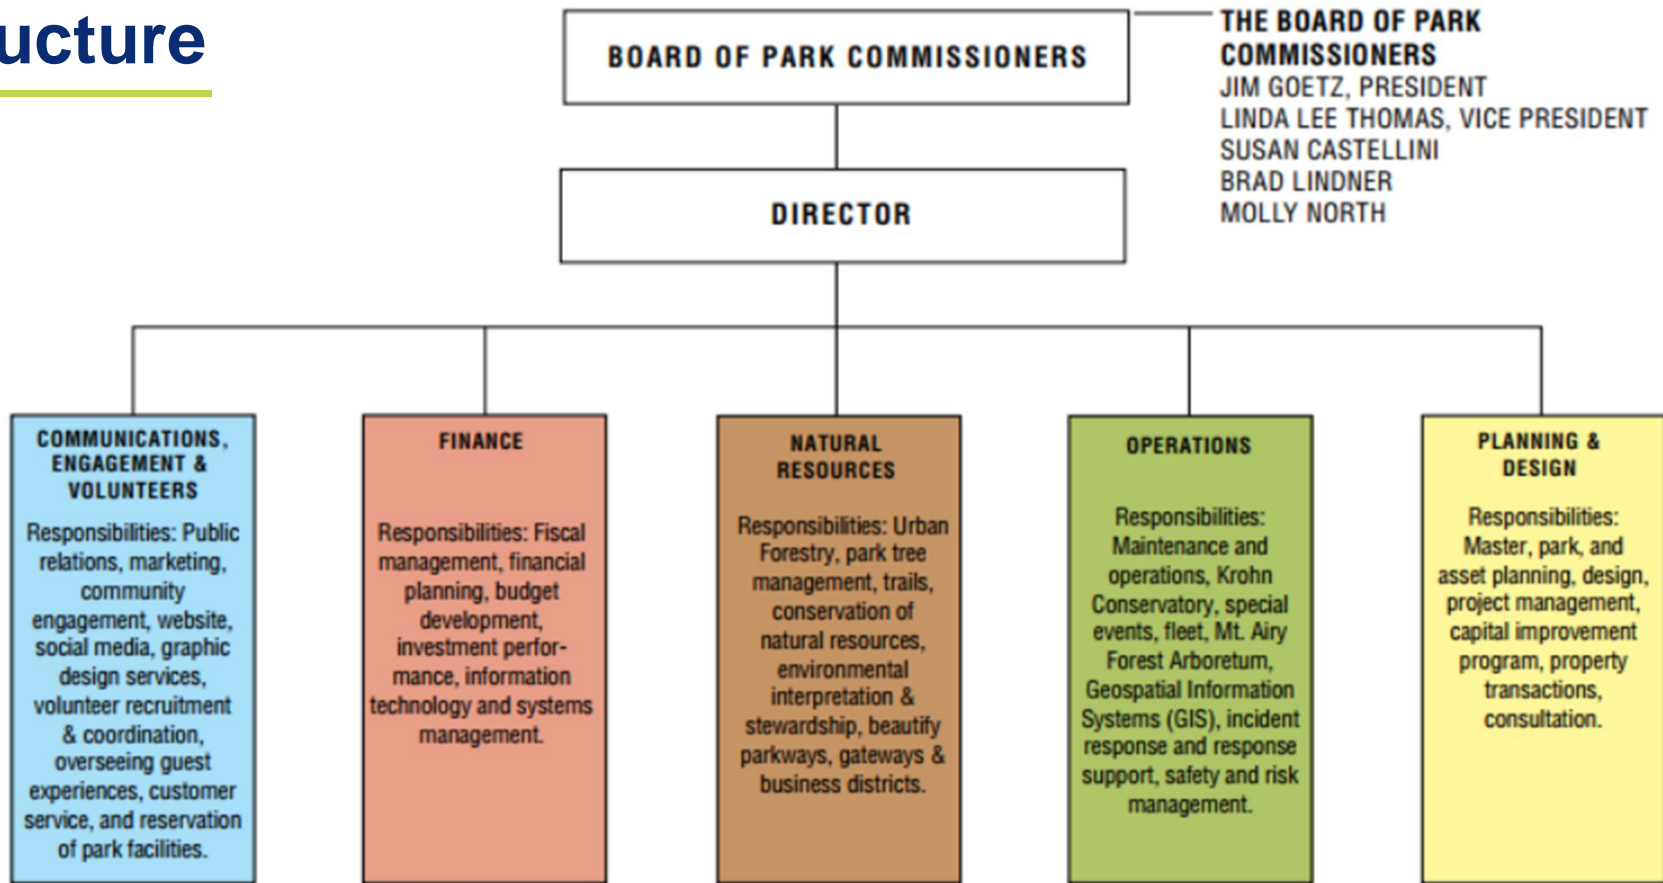 ucture
BOARD OF PARK COMMISSIONERS
THE BOARD OF PARK
COMMISSIONERS
JIM GOETZ, PRESIDENT
LINDA LEE THOMAS, VICE PRESIDENT
SUSAN CASTELLINI
BRAD LINDNER
MOLLY NORTH
DIRECTOR
COMMUNICATIONS,
ENGAGEMENT &
VOLUNTEERS
Responsibilities: Public
relations, marketing,
community
engagement, website,
social media, graphic
design services,
volunteer recruitment
& coordination,
overseeing guest
experiences, customer
service, and reservation
of park facilities.
FINANCE
Responsibilities: Fiscal
management, financial
planning, budget
development,
investment perfor-
mance, information
technology and systems
management.
NATURAL
RESOURCES
Responsibilities: Urban
Forestry, park tree
management, trails,
conservation of
natural resources,
environmental
interpretation &
stewardship, beautify
parkways, gateways &
business districts.
OPERATIONS
Responsibilities:
Maintenance and
operations, Krohn
Conservatory, special
events, fleet, Mt. Airy
Forest Arboretum,
Geospatial Information
Systems (GIS), incident
response and response
support, safety and risk
management.
PLANNING &
DESIGN
Responsibilities:
Master, park, and
asset planning, design,
project management,
capital improvement
program, property
transactions,
consultation.